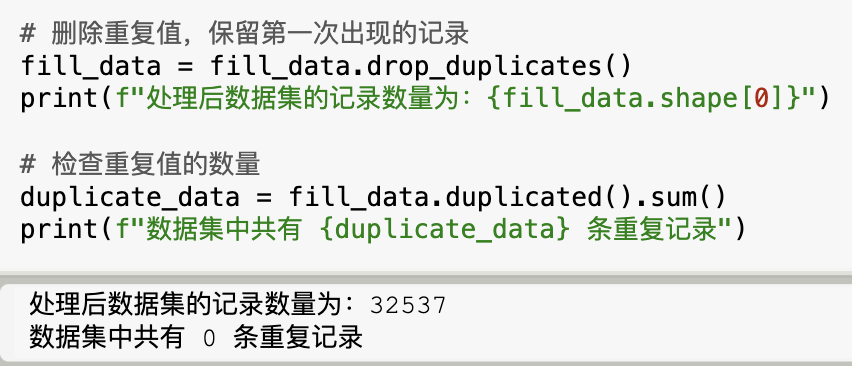 # 删除重复值，保留第一次出现的记录
fill_data = fill_data.drop_duplicates()
print(f"处理后数据集的记录数量为：{fill_data.shape[0]}")
# 检查重复值的数量
duplicate_data = fill_data.duplicated().sum()
print(f"数据集中共有 {duplicate_data} 条重复记录")
处理后数据集的记录数量为：32537
数据集中共有 0 条重复记录